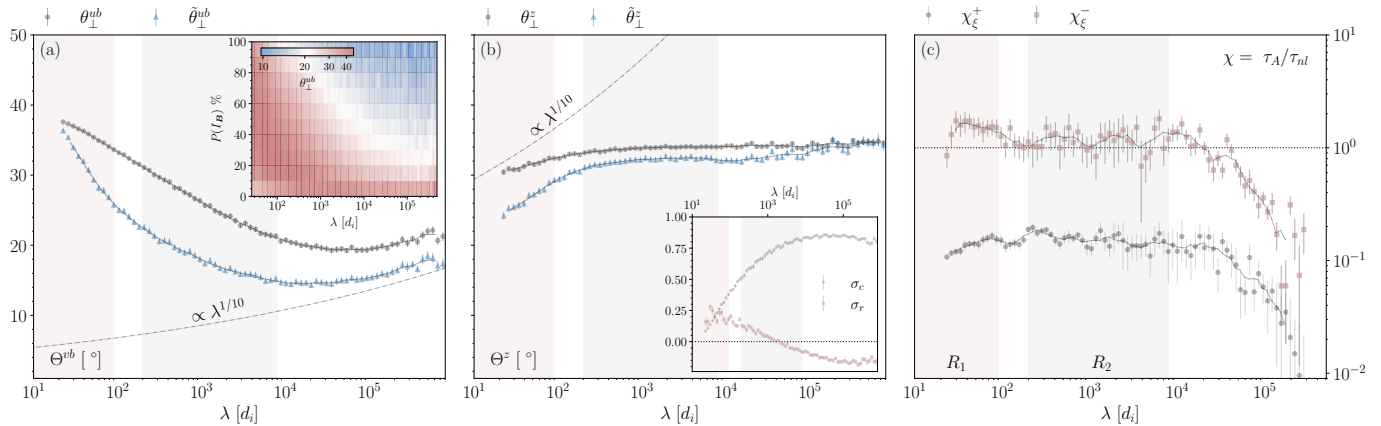 θ⊥^ub θ̃⊥^ub
(a)
50
40
30
20
10
Θ^vb [ °]
∝ λ^1/10
10^1 10^2 10^3 10^4 10^5
λ [d_i]
100
80
60
40
20
0
P(I_B) %
10 20 30 40
θ⊥^ub
10^2 10^3 10^4 10^5
λ [d_i]
θ⊥^z θ̃⊥^z
(b)
∝ λ^1/10
Θ^z [ °]
λ [d_i]
10^1 10^3 10^5
1.00
0.75
0.50
0.25
0.00
σ_c
σ_r
10^1 10^2 10^3 10^4 10^5
λ [d_i]
χ_ξ^+ χ_ξ^−
(c)
χ = τ_A/τ_nl
10^1
10^0
10^−1
10^−2
R_1 R_2
10^1 10^2 10^3 10^4 10^5
λ [d_i]